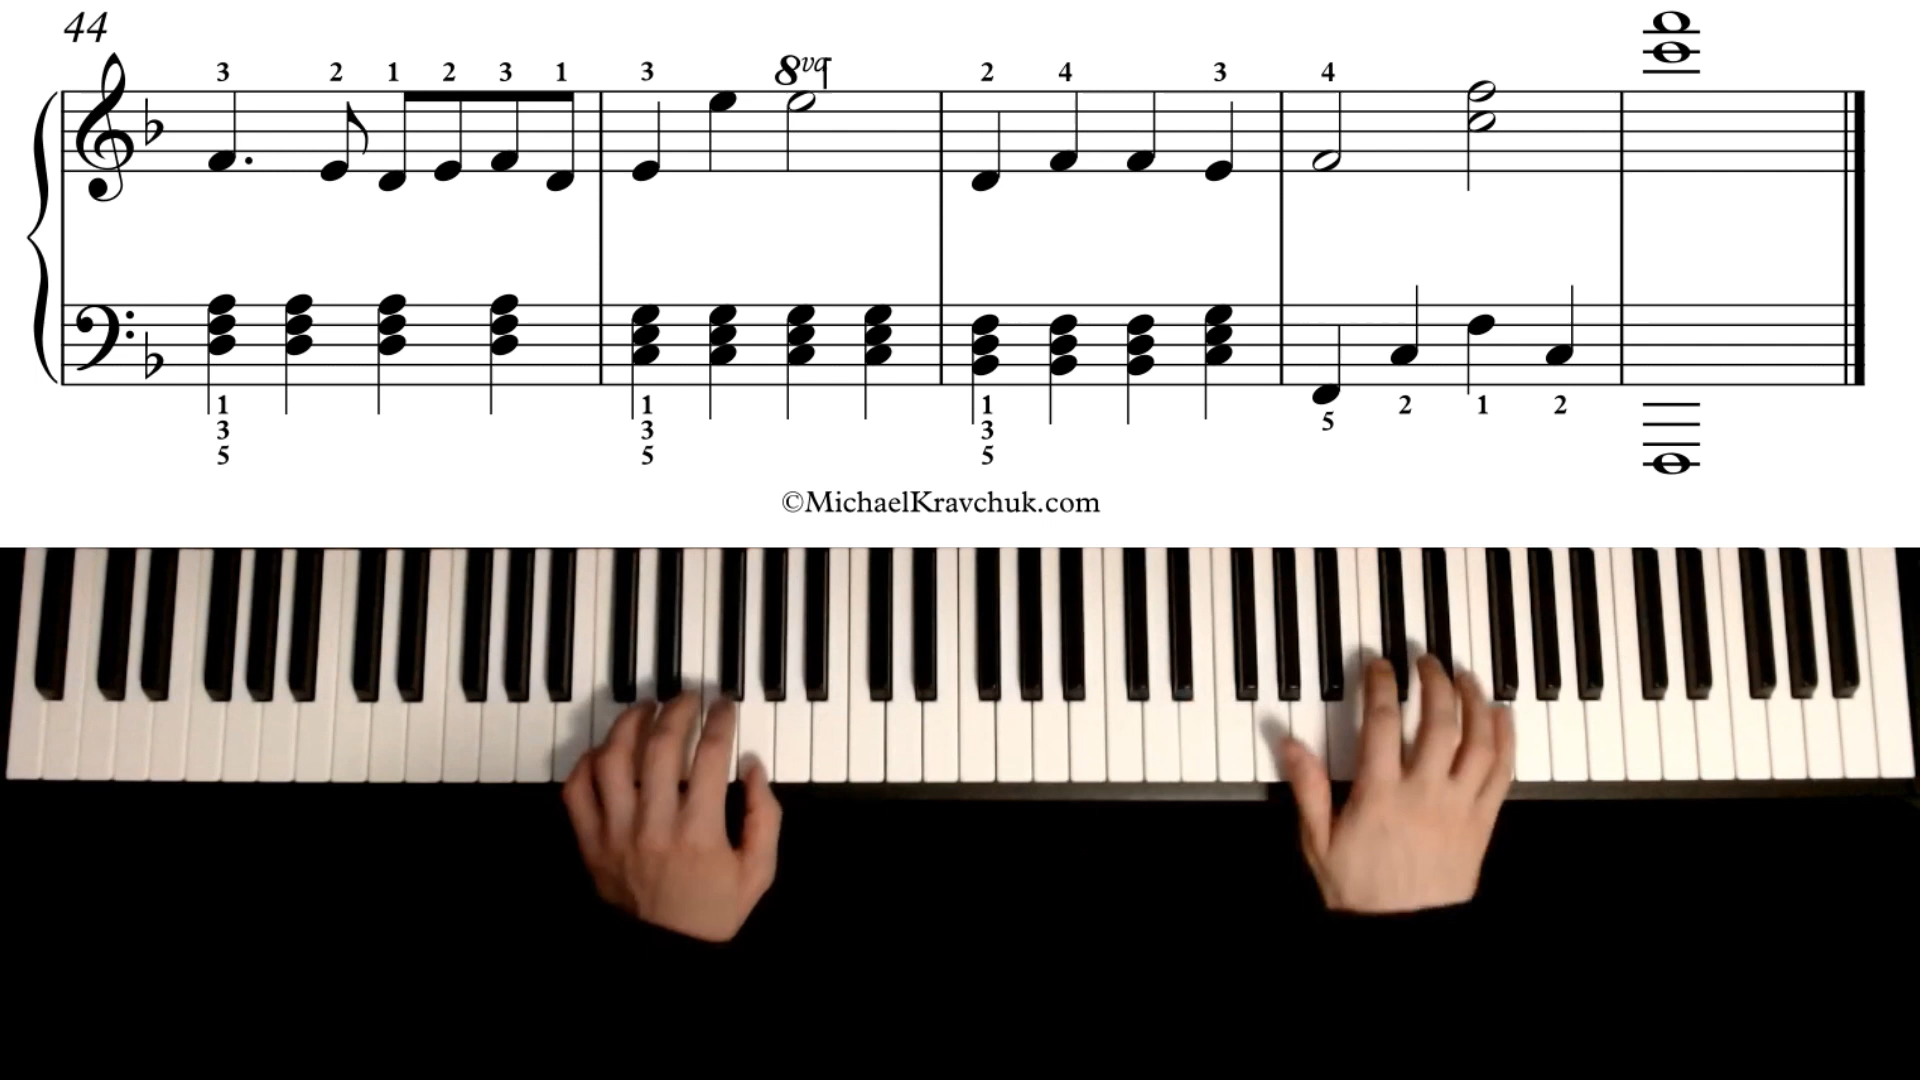 44
3 2 1 2 3 1 3 8va 2 4 3 4
1 1 1 5 2 1 2
3 3 3
5 5 5
©MichaelKravchuk.com